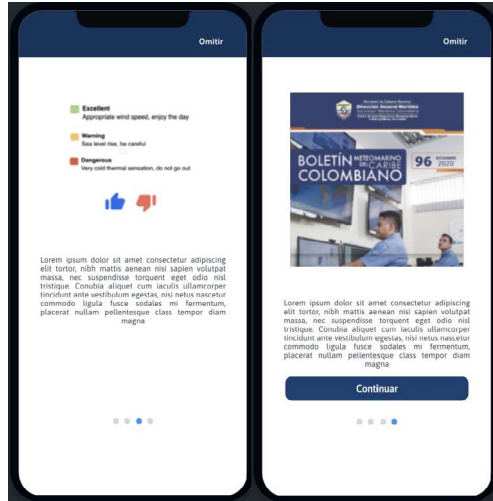 Omitir
Excellent
Appropriate wind speed, enjoy the day
Warning
Sea level rise, be careful
Dangerous
Very cold thermal sensation, do not go out
Lorem ipsum dolor sit amet consectetur adipiscing
elit tortor, nibh mattis aenean nisi sapien volutpat
massa, nec suspendisse torquent eget odio nisl
tristique. Conubia aliquet cum iaculis ullamcorper
tincidunt ante vestibulum egestas, nisi netus nascetur
commodo ligula fusce sodales mi fermentum,
placerat nullam pellentesque class tempor diam
magna
Omitir
Dirección General Marítima
BOLETÍN METEOMARINO
DEL CARIBE
COLOMBIANO
96 DICIEMBRE
2020
Lorem ipsum dolor sit amet consectetur adipiscing
elit tortor, nibh mattis aenean nisi sapien volutpat
massa, nec suspendisse torquent eget odio nisl
tristique. Conubia aliquet cum iaculis ullamcorper
tincidunt ante vestibulum egestas, nisi netus nascetur
commodo ligula fusce sodales mi fermentum,
placerat nullam pellentesque class tempor diam
magna
Continuar